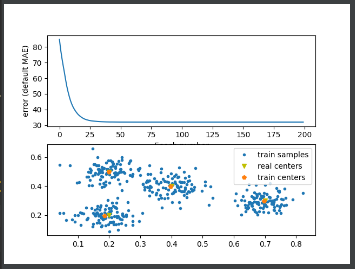 error (default MAE)
80
70
60
50
40
30
0 25 50 75 100 125 150 175 200
train samples
real centers
train centers
0.6
0.4
0.2
0.1 0.2 0.3 0.4 0.5 0.6 0.7 0.8